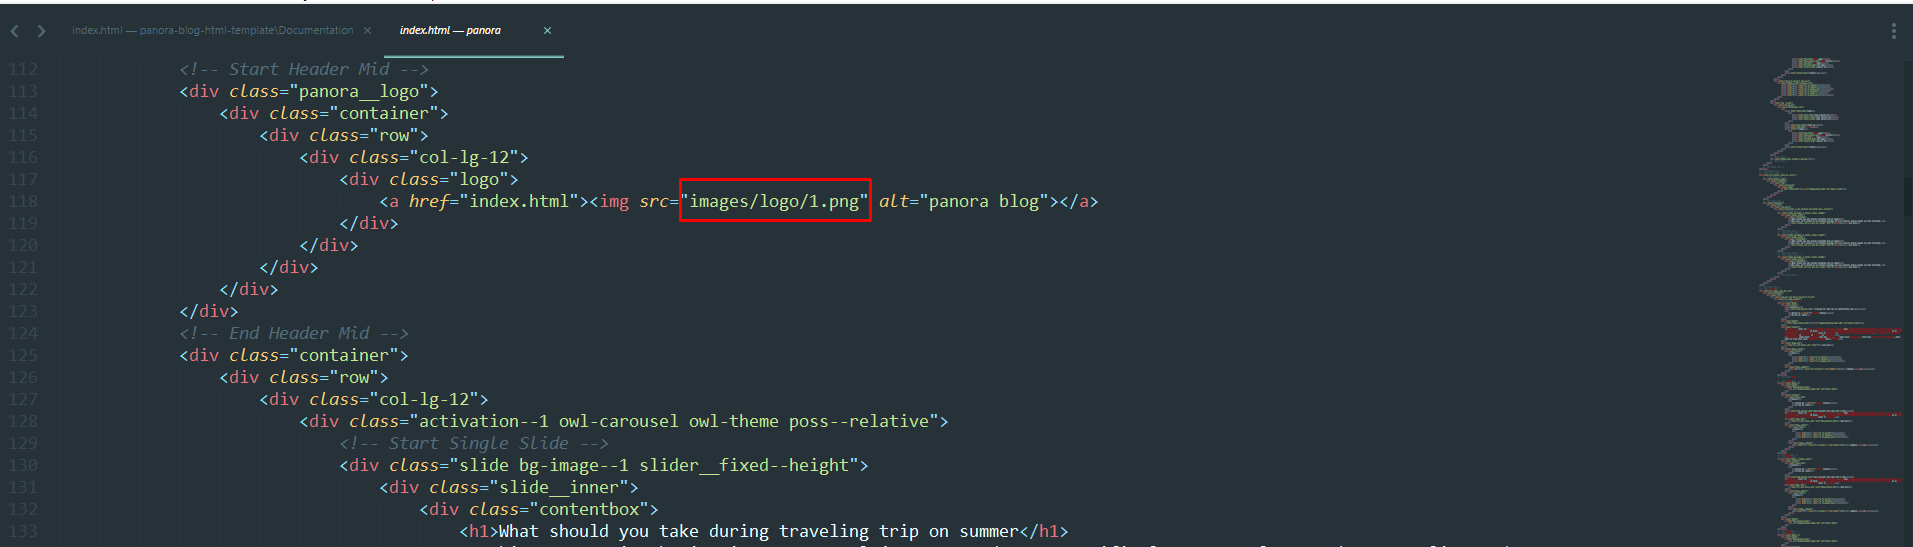 index.html — panora-blog-html-template\Documentation × index.html — panora ×
112 <!-- Start Header Mid -->
113 <div class="panora__logo">
114 <div class="container">
115 <div class="row">
116 <div class="col-lg-12">
117 <div class="logo">
118 <a href="index.html"><img src="images/logo/1.png" alt="panora blog"></a>
119 </div>
120 </div>
121 </div>
122 </div>
123 </div>
124 <!-- End Header Mid -->
125 <div class="container">
126 <div class="row">
127 <div class="col-lg-12">
128 <div class="activation--1 owl-carousel owl-theme poss--relative">
129 <!-- Start Single Slide -->
130 <div class="slide bg-image--1 slider__fixed--height">
131 <div class="slide__inner">
132 <div class="contentbox">
133 <h1>What should you take during traveling trip on summer</h1>